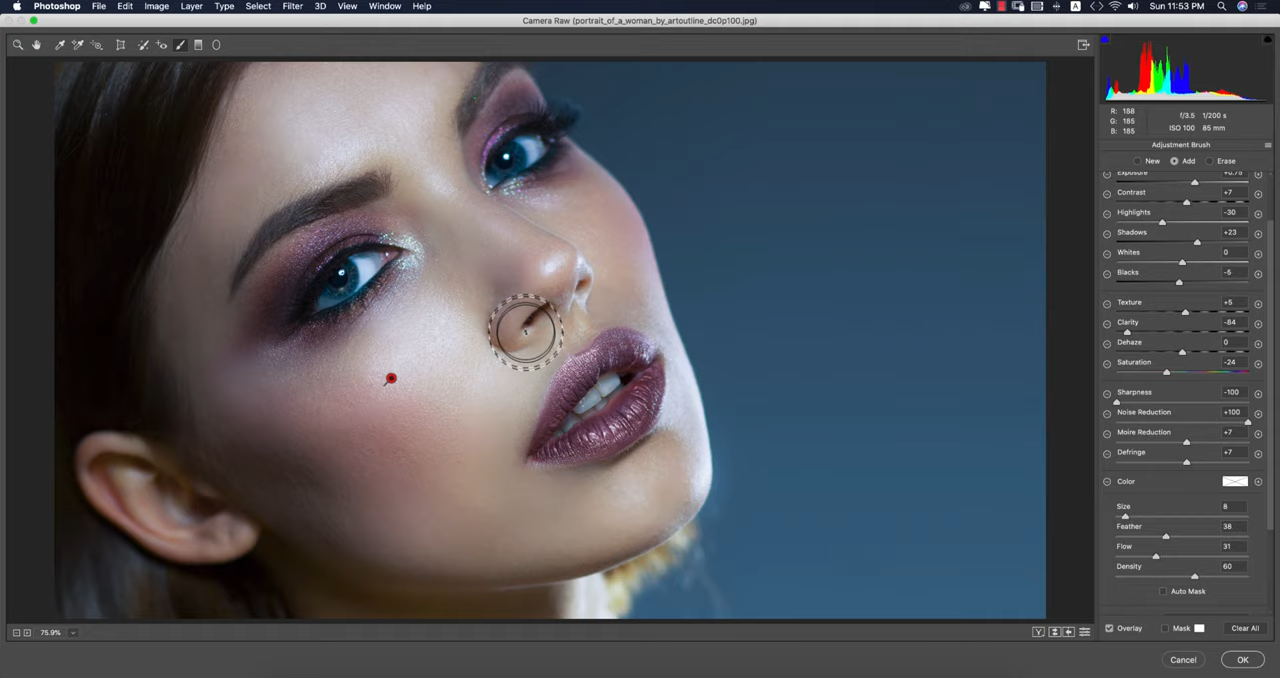 Photoshop File Edit Image Layer Type Select Filter 3D View Window Help A Sun 11:53 PM
Camera Raw (portrait_of_a_woman_by_artoutline_dc0p100.jpg)
R: 188 f/3.5 1/200 s
G: 185
B: 185 ISO 100 85 mm
Adjustment Brush
New Add Erase
Exposure +0.75
Contrast +7
Highlights -30
Shadows +23
Whites 0
Blacks -5
Texture +5
Clarity -84
Dehaze 0
Saturation -24
Sharpness -100
Noise Reduction +100
Moire Reduction +7
Defringe +7
Color
Size 8
Feather 38
Flow 31
Density 60
Auto Mask
Overlay Mask Clear All
75.9% Y
Cancel OK